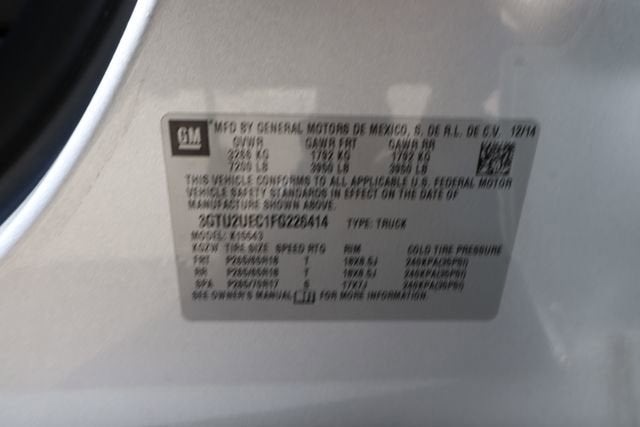 GM MFD BY GENERAL MOTORS DE MEXICO, S. DE R.L. DE C.V. 12/14
GVWR GAWR FRT GAWR RR
3266 KG 1792 KG 1792 KG
7200 LB 3950 LB 3950 LB
THIS VEHICLE CONFORMS TO ALL APPLICABLE U.S. FEDERAL MOTOR
VEHICLE SAFETY STANDARDS IN EFFECT ON THE DATE OF
MANUFACTURE SHOWN ABOVE.
3GTU2UEC1FG226414 TYPE: TRUCK
MODEL: K15543
TIRE SIZE SPEED RTG RIM COLD TIRE PRESSURE
FRT P265/65R18 T 18X8.5J 240KPA(35PSI)
RR P265/65R18 T 18X8.5J 240KPA(35PSI)
SPA P265/70R17 S 17X7J 240KPA(35PSI)
SEE OWNER'S MANUAL FOR MORE INFORMATION